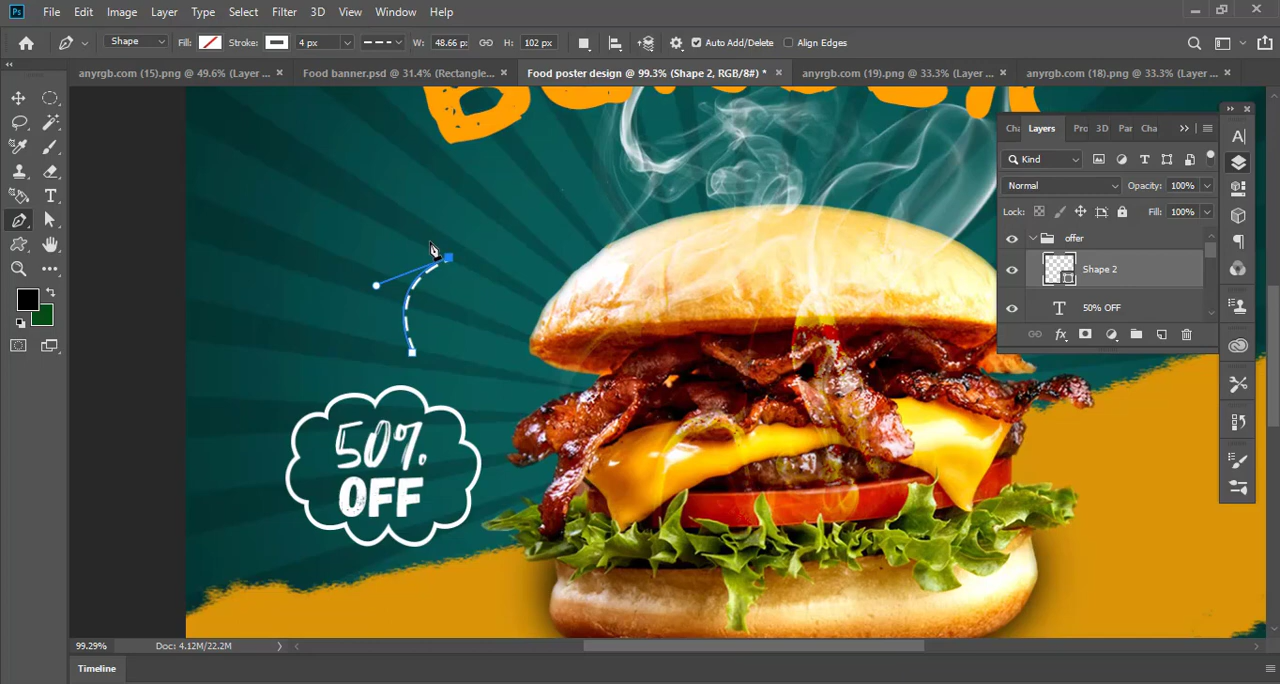 Ps File Edit Image Layer Type Select Filter 3D View Window Help
Shape Fill: Stroke: 4 px W: 48.66 p: H: 102 px Auto Add/Delete Align Edges
anyrgb.com (15).png @ 49.6% (Layer ... × Food banner.psd @ 31.4% (Rectangle... × Food poster design @ 99.3% (Shape 2, RGB/8#) * × anyrgb.com (19).png @ 33.3% (Layer ... × anyrgb.com (18).png @ 33.3% (Layer ... ×
Cha Layers Pro 3D Par Cha
Kind
Normal Opacity: 100%
Lock: Fill: 100%
offer
Shape 2
T 50% OFF
50%
OFF
99.29% Doc: 4.12M/22.2M
Timeline